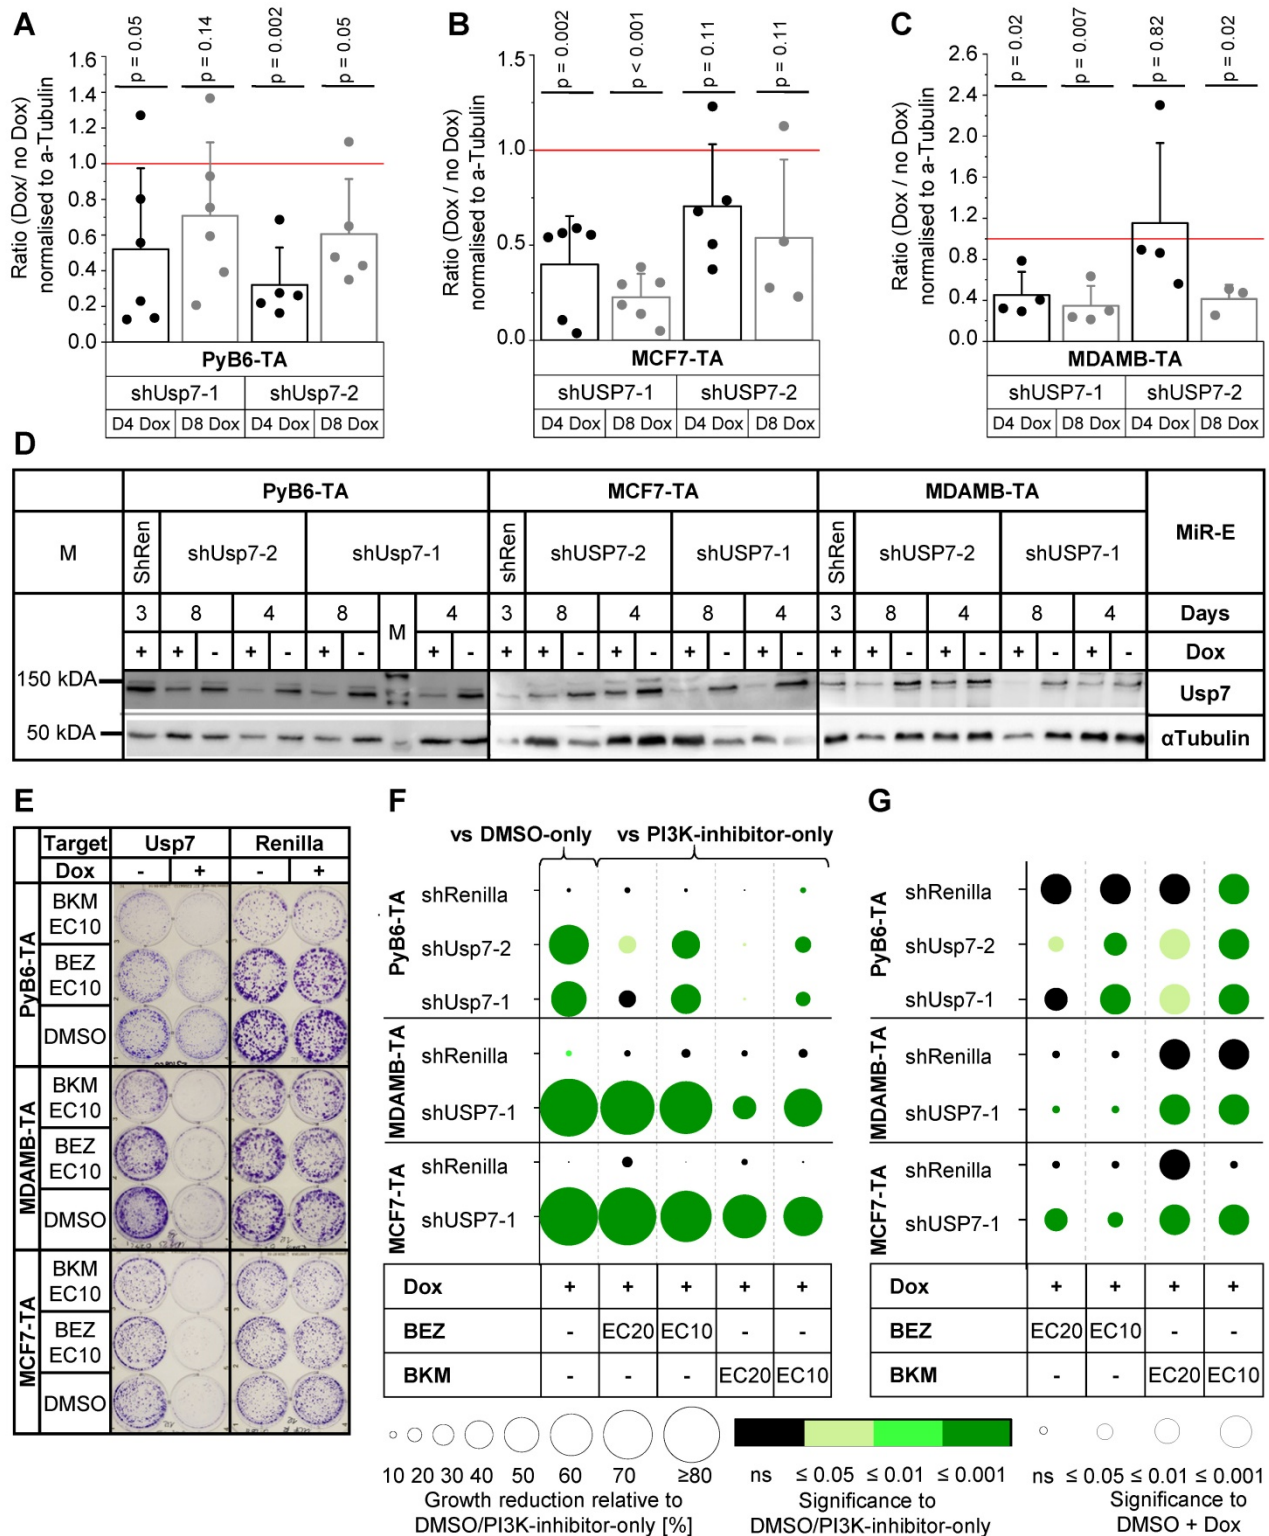 A
B
C
p = 0.05
p = 0.14
p = 0.002
p = 0.05
Ratio (Dox/ no Dox)
normalised to a-Tubulin
1.6
1.4
1.2
1.0
0.8
0.6
0.4
0.2
0.0
PyB6-TA
shUsp7-1 shUsp7-2
D4 Dox D8 Dox D4 Dox D8 Dox
p = 0.002
p < 0.001
p = 0.11
p = 0.11
Ratio (Dox / no Dox)
normalised to a-Tubulin
1.5
1.0
0.5
0.0
MCF7-TA
shUSP7-1 shUSP7-2
D4 Dox D8 Dox D4 Dox D8 Dox
p = 0.02
p = 0.007
p = 0.82
p = 0.02
Ratio (Dox / no Dox)
normalised to a-Tubulin
2.6
2.4
2.0
1.6
1.2
0.8
0.4
0.0
MDAMB-TA
shUSP7-1 shUSP7-2
D4 Dox D8 Dox D4 Dox D8 Dox
D
PyB6-TA MCF7-TA MDAMB-TA MiR-E
M ShRen shUsp7-2 shUsp7-1 shRen shUSP7-2 shUSP7-1 ShRen shUSP7-2 shUSP7-1
3 8 4 8 M 4 3 8 4 8 4 3 8 4 8 4 Days
+ + - + - + - + - + + - + - + - + - + + - + - + - + - Dox
150 kDA Usp7
50 kDA αTubulin
E
Target Usp7 Renilla
Dox - + - +
PyB6-TA
BKM
EC10
BEZ
EC10
DMSO
MDAMB-TA
BKM
EC10
BEZ
EC10
DMSO
MCF7-TA
BKM
EC10
BEZ
EC10
DMSO
F
vs DMSO-only vs PI3K-inhibitor-only
PyB6-TA
shRenilla
shUsp7-2
shUsp7-1
MDAMB-TA
shRenilla
shUSP7-1
MCF7-TA
shRenilla
shUSP7-1
Dox + + + + +
BEZ - EC20 EC10 - -
BKM - - - EC20 EC10
10 20 30 40 50 60 70 ≥80
Growth reduction relative to
DMSO/PI3K-inhibitor-only [%]
G
PyB6-TA
shRenilla
shUsp7-2
shUsp7-1
MDAMB-TA
shRenilla
shUSP7-1
MCF7-TA
shRenilla
shUSP7-1
Dox + + + +
BEZ EC20 EC10 - -
BKM - - EC20 EC10
ns ≤ 0.05 ≤ 0.01 ≤ 0.001
Significance to
DMSO/PI3K-inhibitor-only
ns ≤ 0.05 ≤ 0.01 ≤ 0.001
Significance to
DMSO + Dox